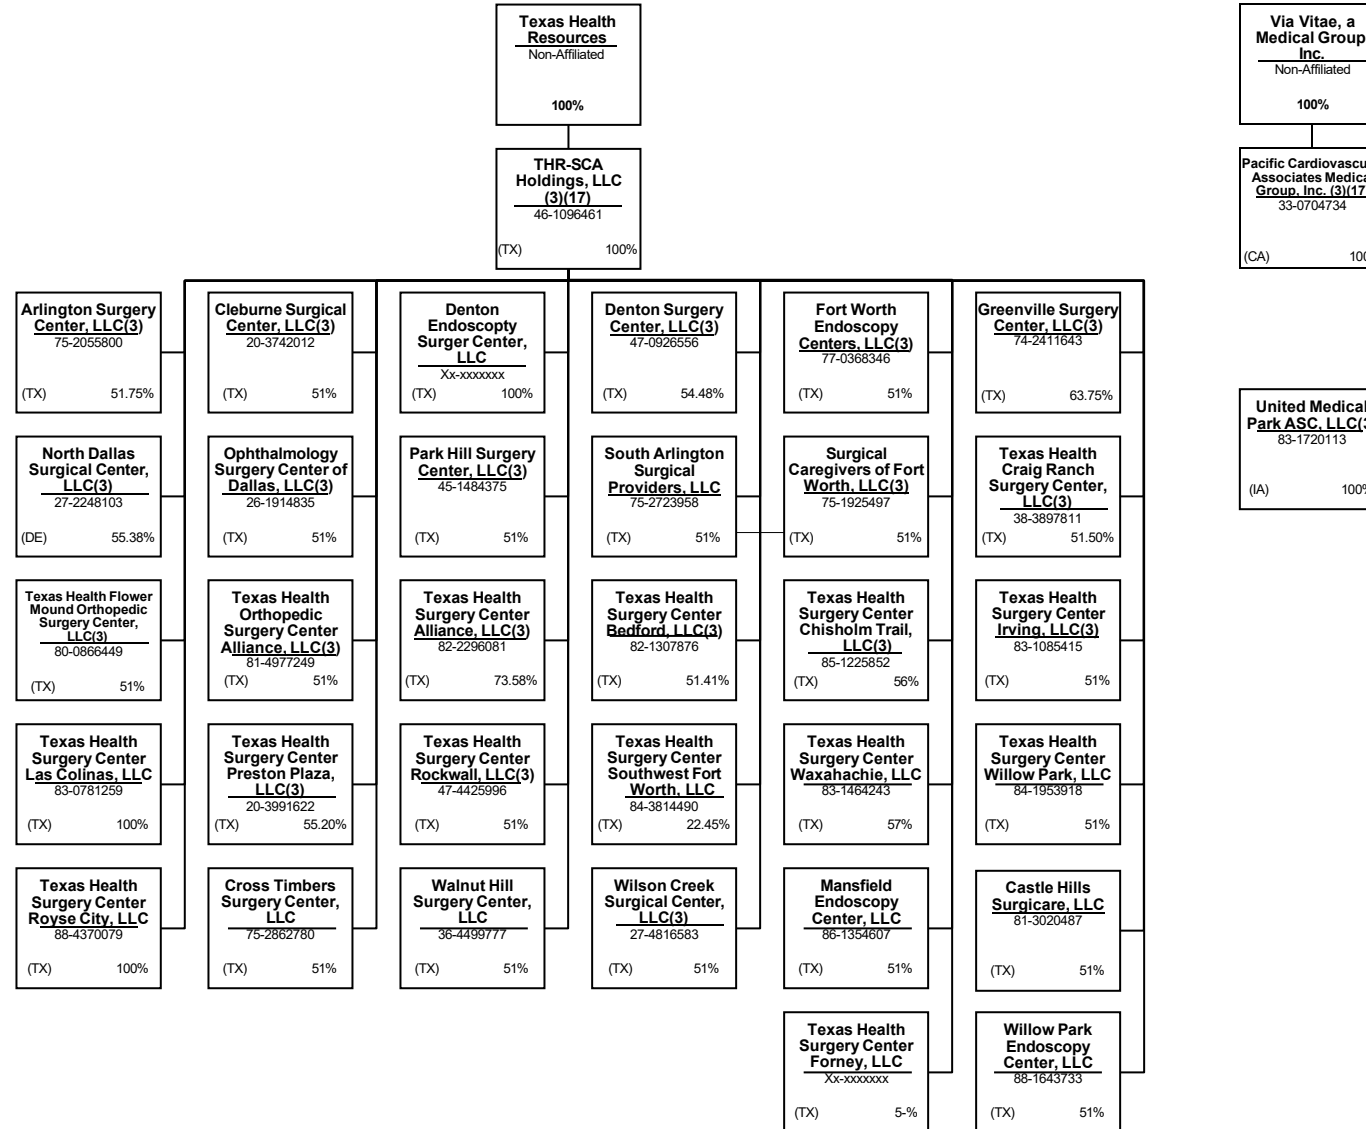 Texas Health
Resources
Non-Affiliated
100%
Via Vitae, a
Medical Group
Inc.
Non-Affiliated
100%
THR-SCA
Holdings, LLC
(3)(17)
46-1096461
(TX) 100%
Pacific Cardiovascu
Associates Medica
Group, Inc. (3)(17
33-0704734
(CA) 100
Arlington Surgery
Center, LLC(3)
75-2055800
(TX) 51.75%
Cleburne Surgical
Center, LLC(3)
20-3742012
(TX) 51%
Denton
Endoscopty
Surger Center,
LLC
Xx-xxxxxxx
(TX) 100%
Denton Surgery
Center, LLC(3)
47-0926556
(TX) 54.48%
Fort Worth
Endoscopy
Centers, LLC(3)
77-0368346
(TX) 51%
Greenville Surgery
Center, LLC(3)
74-2411643
(TX) 63.75%
United Medical
Park ASC, LLC(3
83-1720113
(IA) 100%
North Dallas
Surgical Center,
LLC(3)
27-2248103
(DE) 55.38%
Ophthalmology
Surgery Center of
Dallas, LLC(3)
26-1914835
(TX) 51%
Park Hill Surgery
Center, LLC(3)
45-1484375
(TX) 51%
South Arlington
Surgical
Providers, LLC
75-2723958
(TX) 51%
Surgical
Caregivers of Fort
Worth, LLC(3)
75-1925497
(TX) 51%
Texas Health
Craig Ranch
Surgery Center,
LLC(3)
38-3897811
(TX) 51.50%
Texas Health Flower
Mound Orthopedic
Surgery Center,
LLC(3)
80-0866449
(TX) 51%
Texas Health
Orthopedic
Surgery Center
Alliance, LLC(3)
81-4977249
(TX) 51%
Texas Health
Surgery Center
Alliance, LLC(3)
82-2296081
(TX) 73.58%
Texas Health
Surgery Center
Bedford, LLC(3)
82-1307876
(TX) 51.41%
Texas Health
Surgery Center
Chisholm Trail,
LLC(3)
85-1225852
(TX) 56%
Texas Health
Surgery Center
Irving, LLC(3)
83-1085415
(TX) 51%
Texas Health
Surgery Center
Las Colinas, LLC
83-0781259
(TX) 100%
Texas Health
Surgery Center
Preston Plaza,
LLC(3)
20-3991622
(TX) 55.20%
Texas Health
Surgery Center
Rockwall, LLC(3)
47-4425996
(TX) 51%
Texas Health
Surgery Center
Southwest Fort
Worth, LLC
84-3814490
(TX) 22.45%
Texas Health
Surgery Center
Waxahachie, LLC
83-1464243
(TX) 57%
Texas Health
Surgery Center
Willow Park, LLC
84-1953918
(TX) 51%
Texas Health
Surgery Center
Royse City, LLC
88-4370079
(TX) 100%
Cross Timbers
Surgery Center,
LLC
75-2862780
(TX) 51%
Walnut Hill
Surgery Center,
LLC
36-4499777
(TX) 51%
Wilson Creek
Surgical Center,
LLC(3)
27-4816583
(TX) 51%
Mansfield
Endoscopy
Center, LLC
86-1354607
(TX) 51%
Castle Hills
Surgicare, LLC
81-3020487
(TX) 51%
Texas Health
Surgery Center
Forney, LLC
Xx-xxxxxxx
(TX) 5-%
Willow Park
Endoscopy
Center, LLC
88-1643733
(TX) 51%